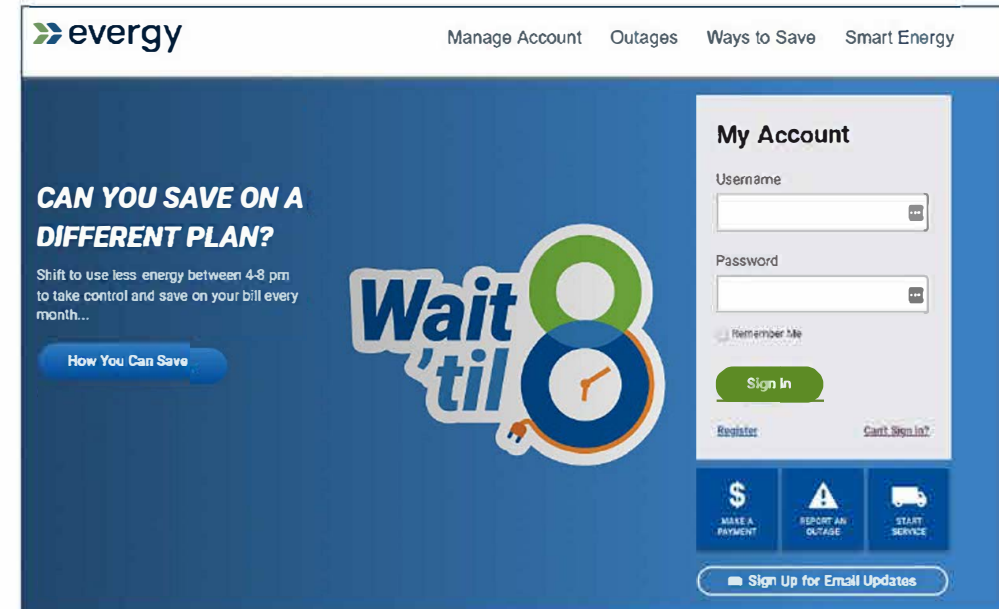 evergy
Manage Account Outages Ways to Save Smart Energy
CAN YOU SAVE ON A
DIFFERENT PLAN?
Shift to use less energy between 4-8 pm
to take control and save on your bill every
month...
How You Can Save
Wait
'til
8
My Account
Username
Password
Remember Me
Sign In
Register Can't Sign In?
$
MAKE A
PAYMENT
REPORT AN
OUTAGE
START
SERVICE
Sign Up for Email Updates